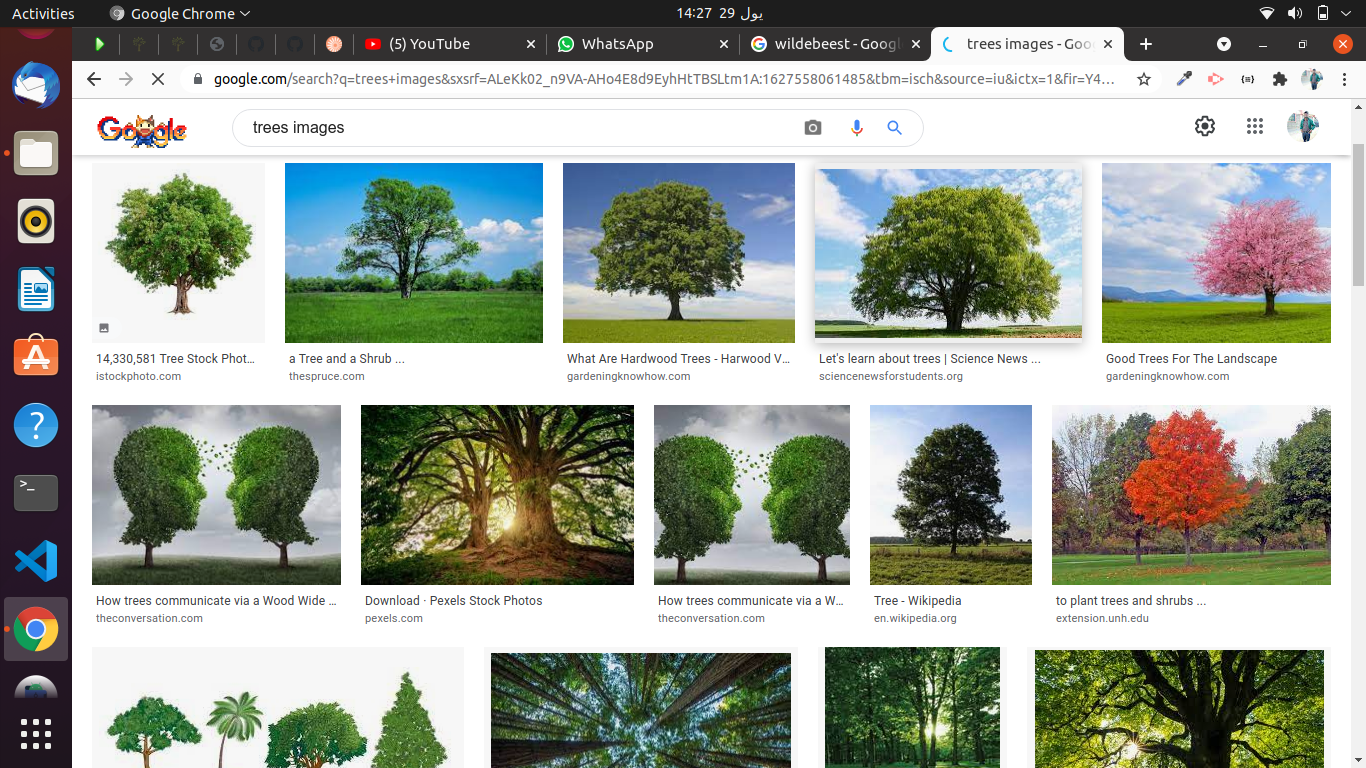 Activities
Google Chrome
14:27 29 يول
(5) YouTube
WhatsApp
wildebeest - Googl
trees images - Goo
google.com/search?q=trees+images&sxsrf=ALeKk02_n9VA-AHo4E8d9EyhHtTBSLtm1A:1627558061485&tbm=isch&source=iu&ictx=1&fir=Y4…
Google
trees images
14,330,581 Tree Stock Phot…
istockphoto.com
a Tree and a Shrub ...
thespruce.com
What Are Hardwood Trees - Harwood V…
gardeningknowhow.com
Let's learn about trees | Science News ...
sciencenewsforstudents.org
Good Trees For The Landscape
gardeningknowhow.com
How trees communicate via a Wood Wide …
theconversation.com
Download · Pexels Stock Photos
pexels.com
How trees communicate via a W…
theconversation.com
Tree - Wikipedia
en.wikipedia.org
to plant trees and shrubs ...
extension.unh.edu